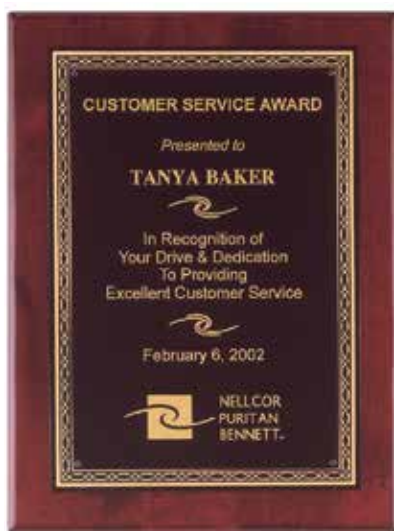 CUSTOMER SERVICE AWARD
Presented to
TANYA BAKER
In Recognition of
Your Drive & Dedication
To Providing
Excellent Customer Service
February 6, 2002
NELLCOR
PURITAN
BENNETT™